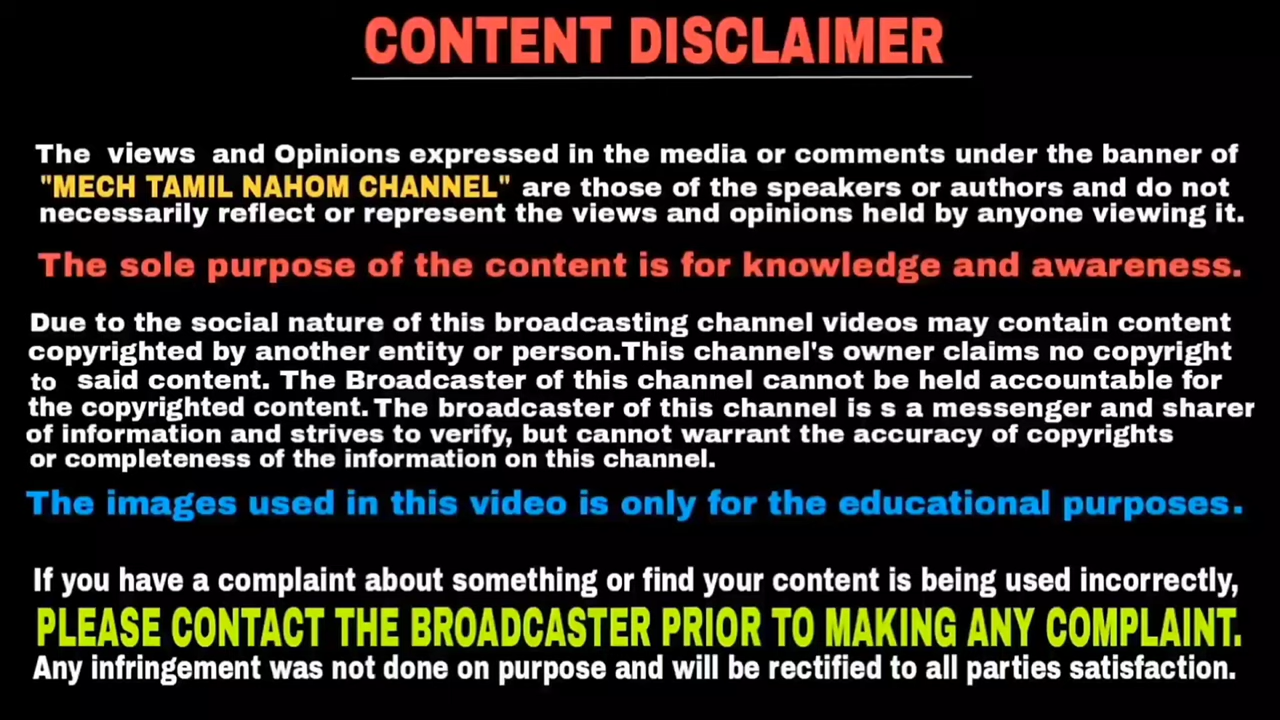 CONTENT DISCLAIMER
The views and Opinions expressed in the media or comments under the banner of
"MECH TAMIL NAHOM CHANNEL" are those of the speakers or authors and do not
necessarily reflect or represent the views and opinions held by anyone viewing it.
The sole purpose of the content is for knowledge and awareness.
Due to the social nature of this broadcasting channel videos may contain content
copyrighted by another entity or person.This channel's owner claims no copyright
to said content. The Broadcaster of this channel cannot be held accountable for
the copyrighted content. The broadcaster of this channel is s a messenger and sharer
of information and strives to verify, but cannot warrant the accuracy of copyrights
or completeness of the information on this channel.
The images used in this video is only for the educational purposes.
If you have a complaint about something or find your content is being used incorrectly,
PLEASE CONTACT THE BROADCASTER PRIOR TO MAKING ANY COMPLAINT.
Any infringement was not done on purpose and will be rectified to all parties satisfaction.